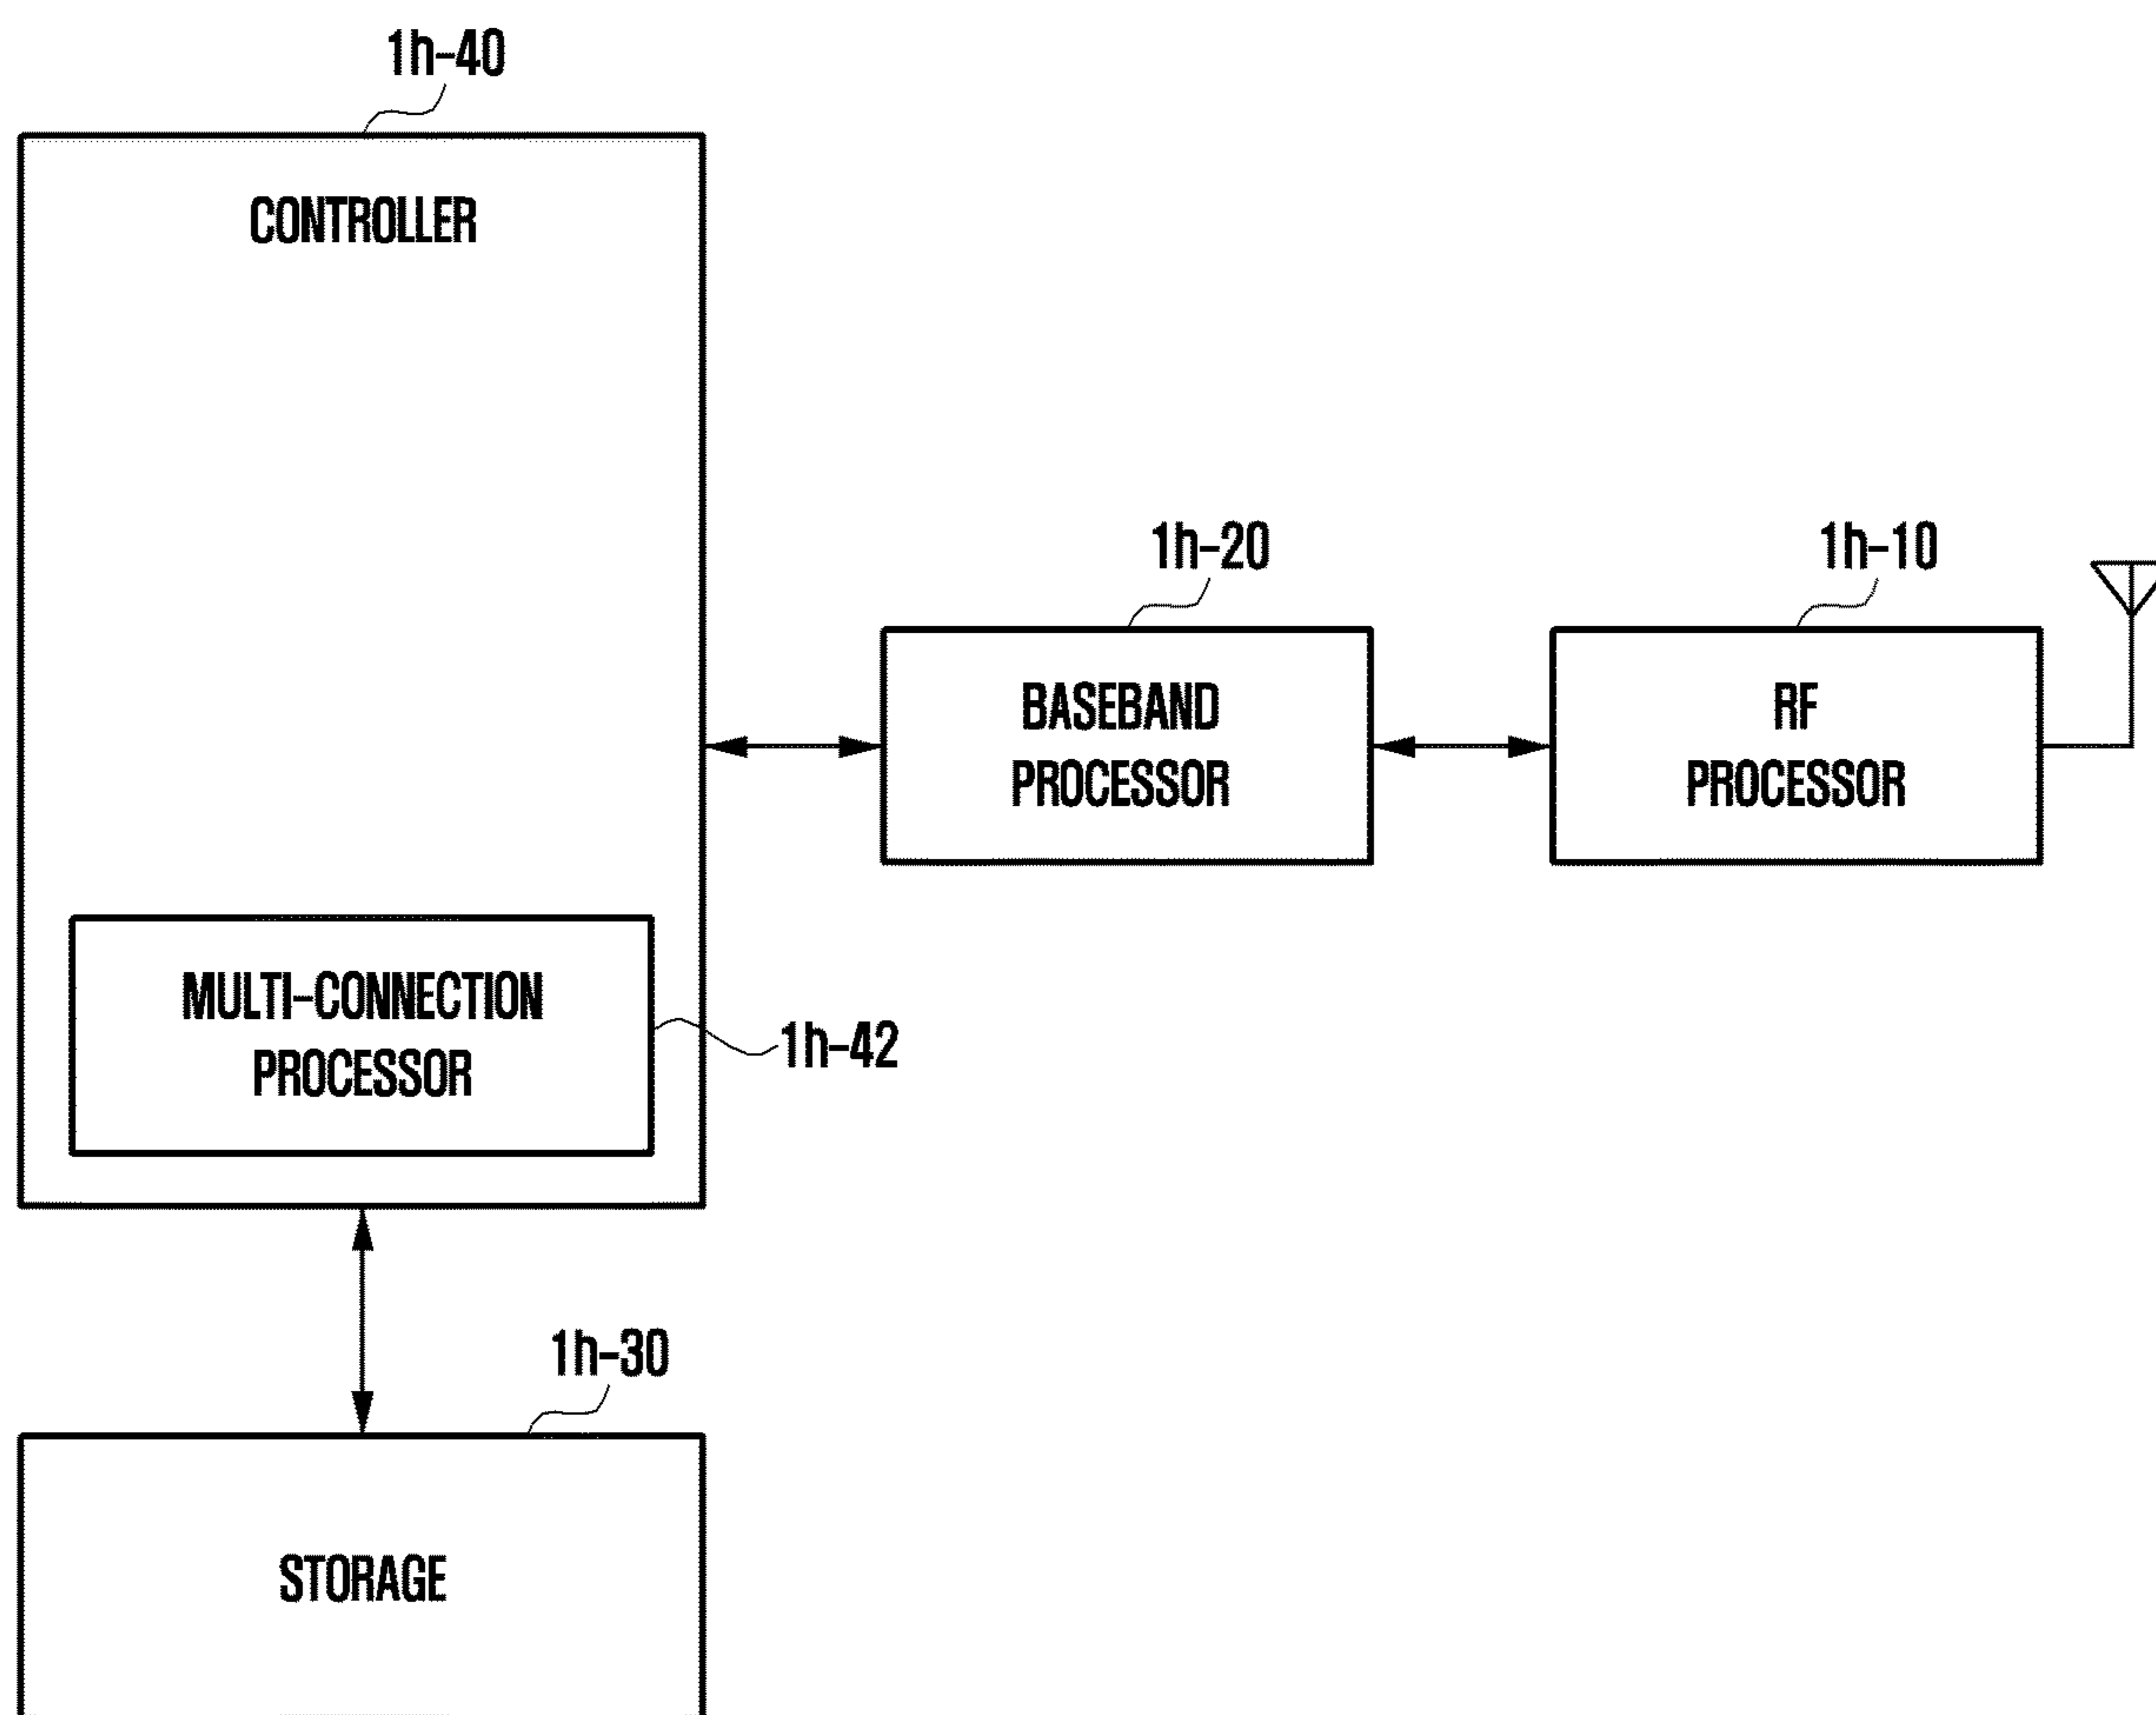 1h-40
CONTROLLER
1h-20
1h-10
BASEBAND
PROCESSOR
RF
PROCESSOR
MULTI-CONNECTION
PROCESSOR
1h-42
1h-30
STORAGE